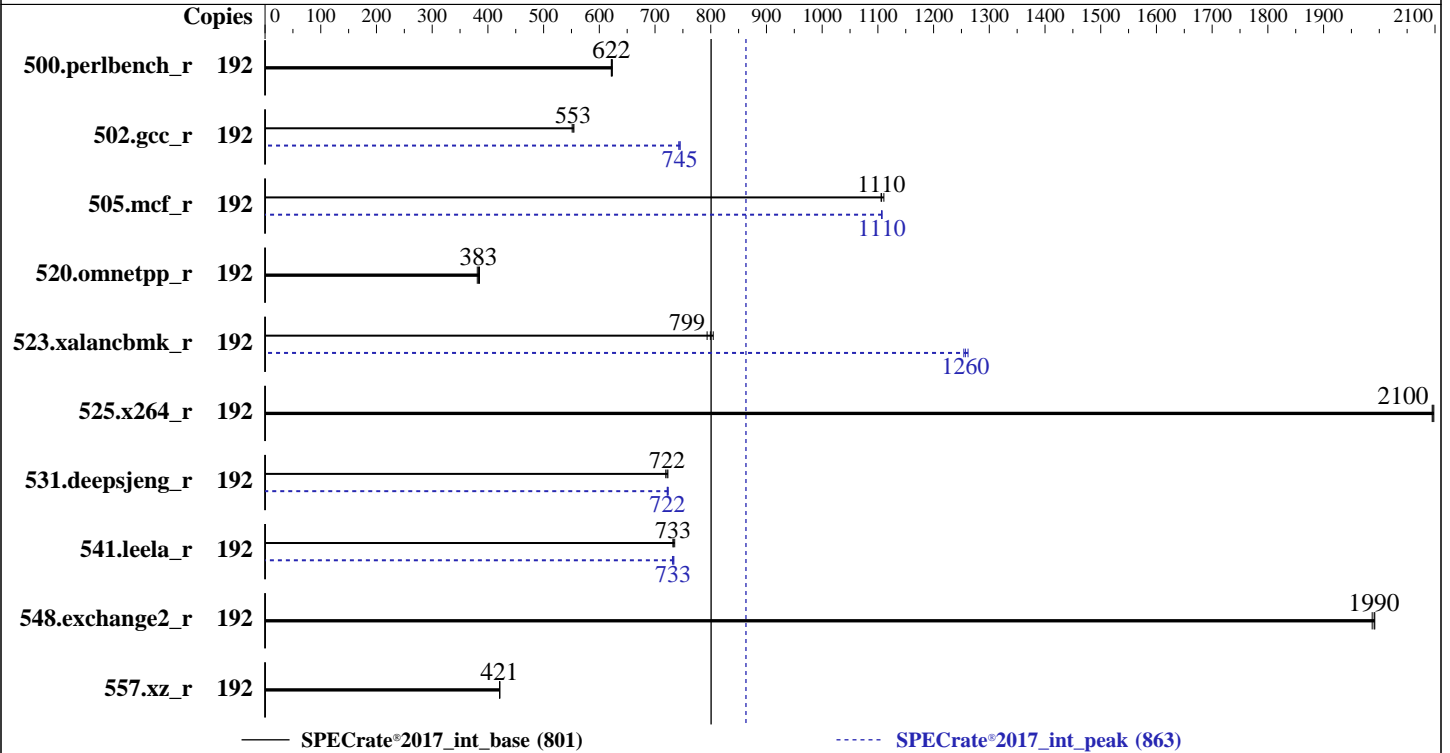 Copies 0 100 200 300 400 500 600 700 800 900 1000 1100 1200 1300 1400 1500 1600 1700 1800 1900 2100
622
500.perlbench_r 192
553
502.gcc_r 192
745
1110
505.mcf_r 192
1110
383
520.omnetpp_r 192
799
523.xalancbmk_r 192
1260
2100
525.x264_r 192
722
531.deepsjeng_r 192
722
733
541.leela_r 192
733
1990
548.exchange2_r 192
421
557.xz_r 192
SPECrate®2017_int_base (801) SPECrate®2017_int_peak (863)